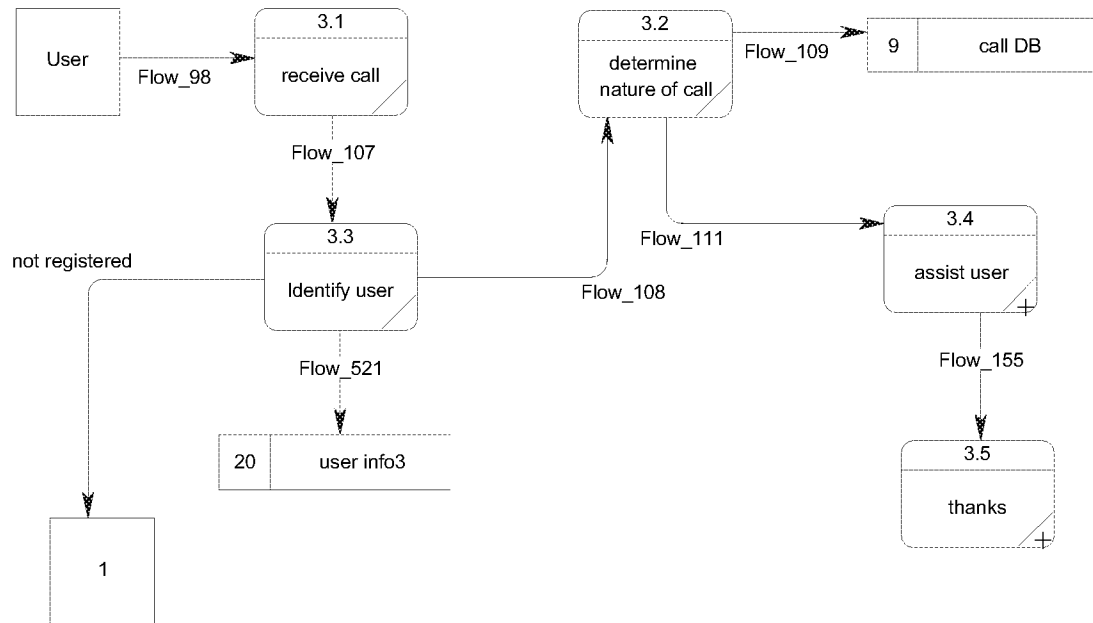 User
Flow_98
3.1
receive call
Flow_107
3.2
determine
nature of call
Flow_109
9
call DB
3.3
Identify user
not registered
Flow_108
Flow_111
3.4
assist user
Flow_521
Flow_155
20
user info3
3.5
thanks
1